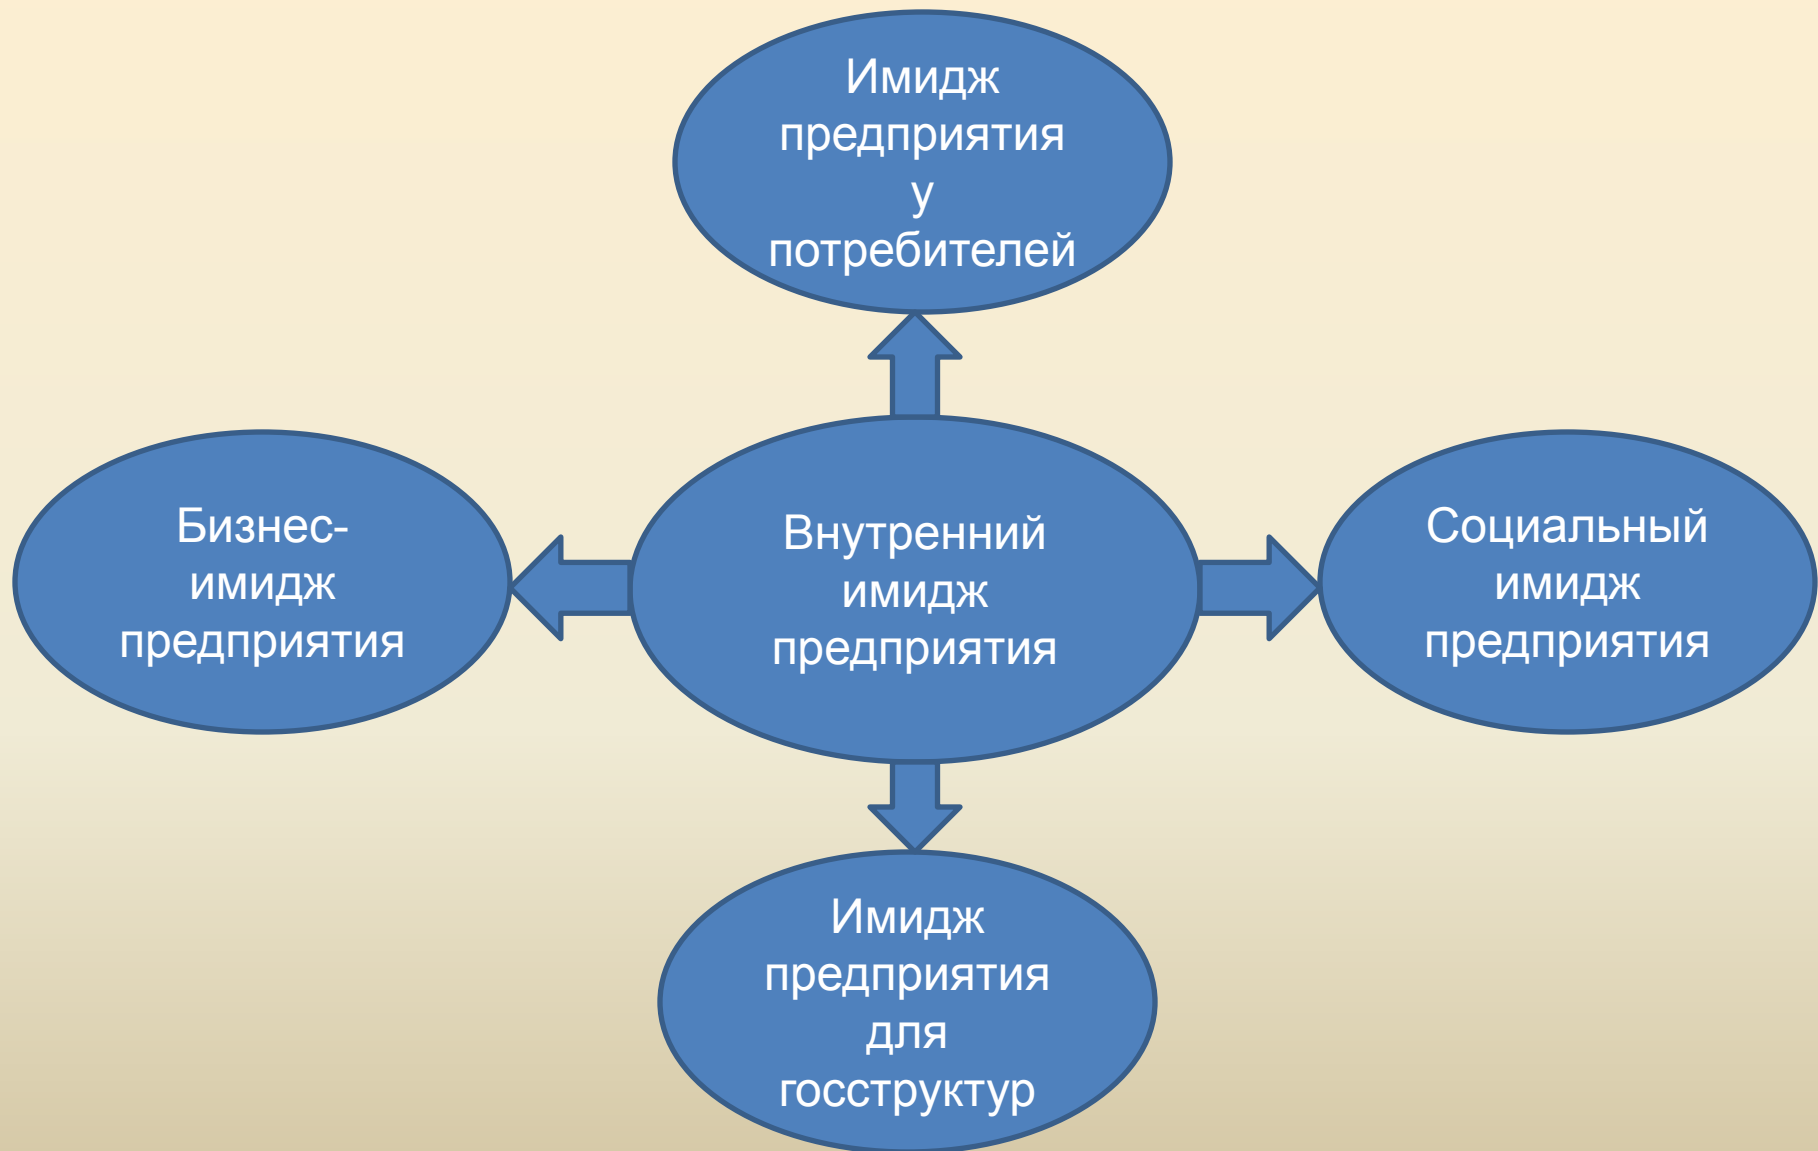 Имидж
предприятия
у
потребителей
Бизнес-
имидж
предприятия
Внутренний
имидж
предприятия
Социальный
имидж
предприятия
Имидж
предприятия
для
госструктур